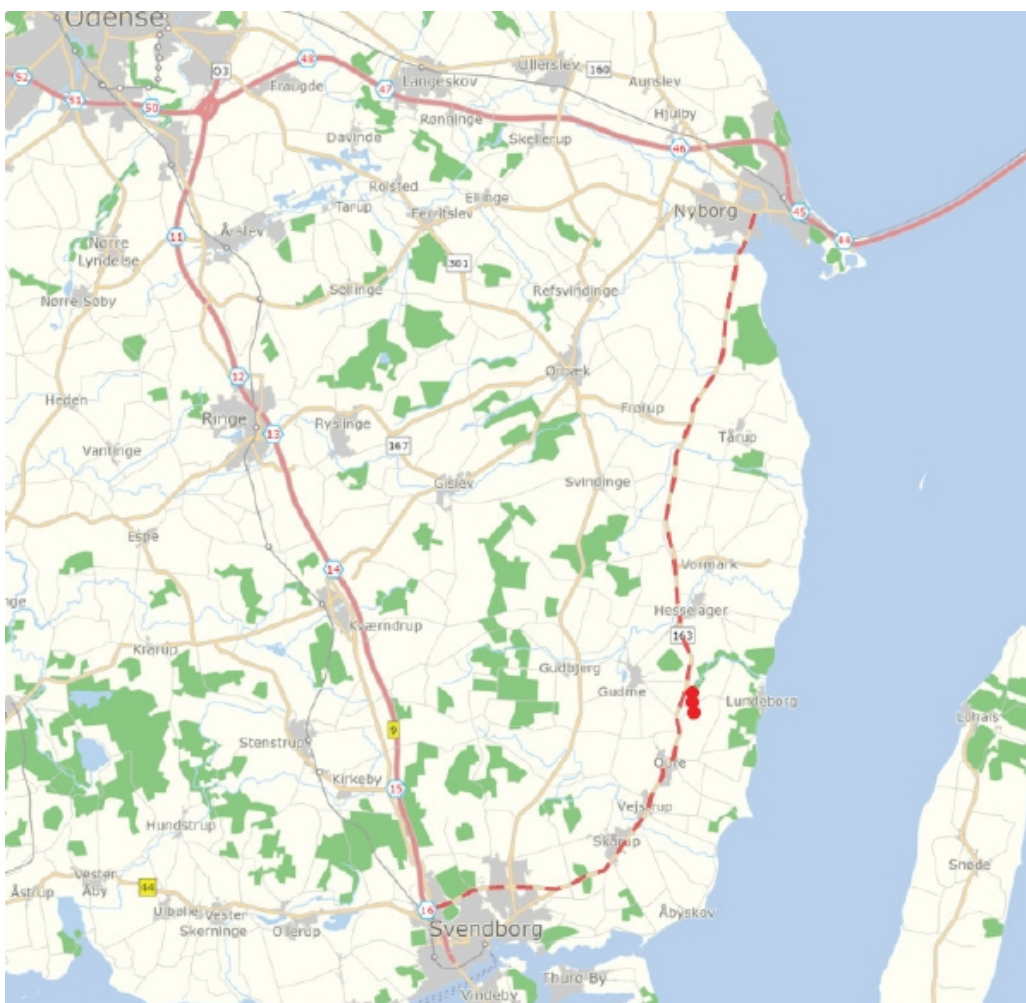 Odense
48
Ullerslev
160
52
03
Fraugde
47
Langeskov
Aunslev
51
50
Rønninge
Hjulby
Davinde
Skellerup
46
Rolsted
Ellinge
Tarup
Ferritslev
Nyborg
45
11
Årslev
44
Nørre
Lyndelse
301
Søllinge
Refsvindinge
Nørre Søby
12
Ørbæk
Heden
Ringe
13
Ryslinge
Frørup
Tårup
167
Vantinge
Gislev
Svindinge
Espe
14
Vormark
Hesselager
Kværndrup
163
Krarup
Gudbjerg
Gudme
Lundeborg
Lohals
9
Stenstrup
Oure
Kirkeby
15
Vejstrup
Hundstrup
Skårup
Snøde
Åstrup
Vester
Åby
44
Ulbølle
Vester
Skerninge
Ollerup
16
Svendborg
Åbyskov
Thurø By
Vindeby